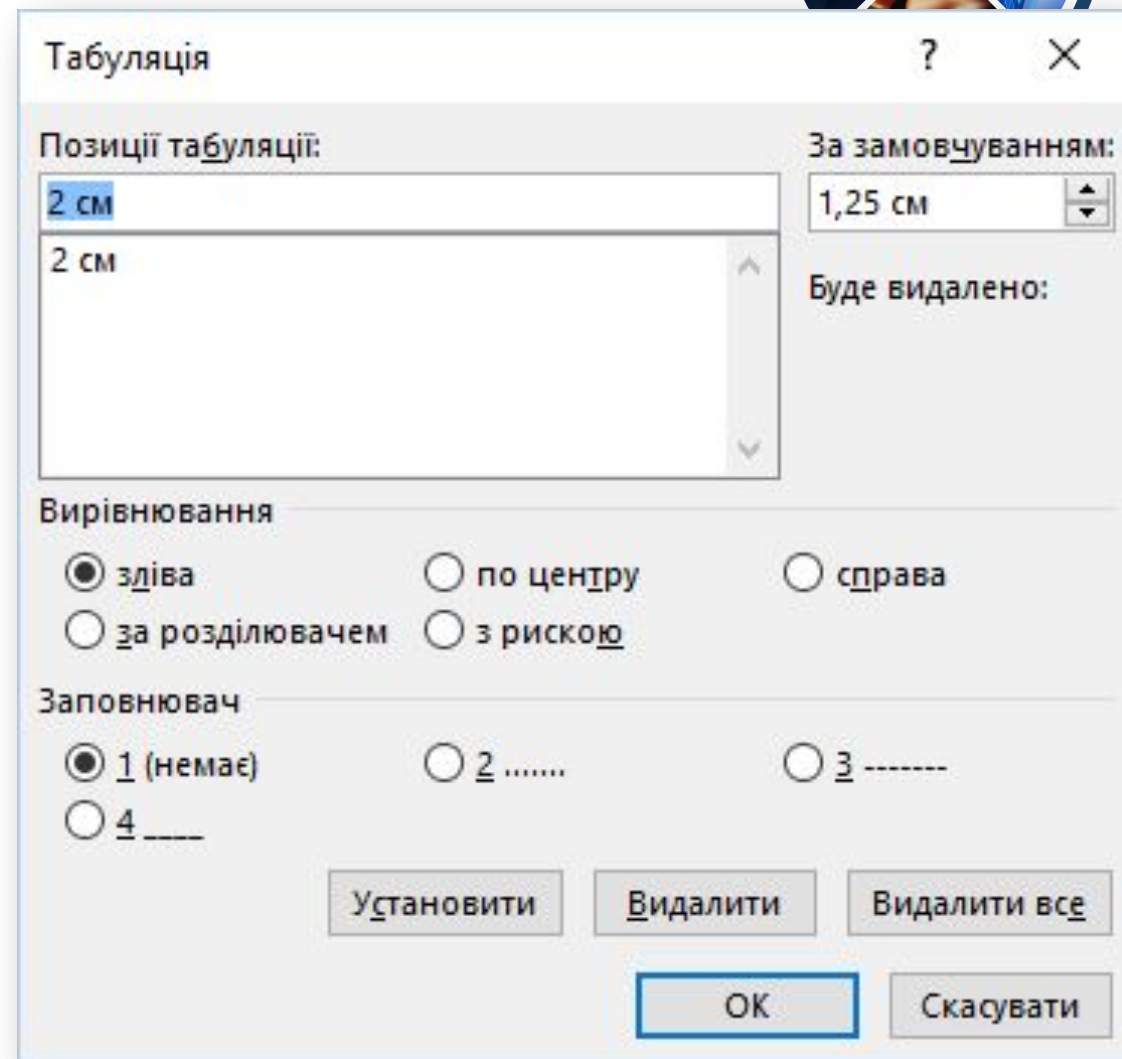 Табуляція ?
Позиції табуляції: За замовчуванням:
2 см 1,25 см
2 см
Буде видалено:
Вирівнювання
зліва по центру справа
за розділювачем з рискою
Заповнювач
1 (немає) 2 ....... 3 -------
4 ____
Установити Видалити Видалити все
ОК Скасувати